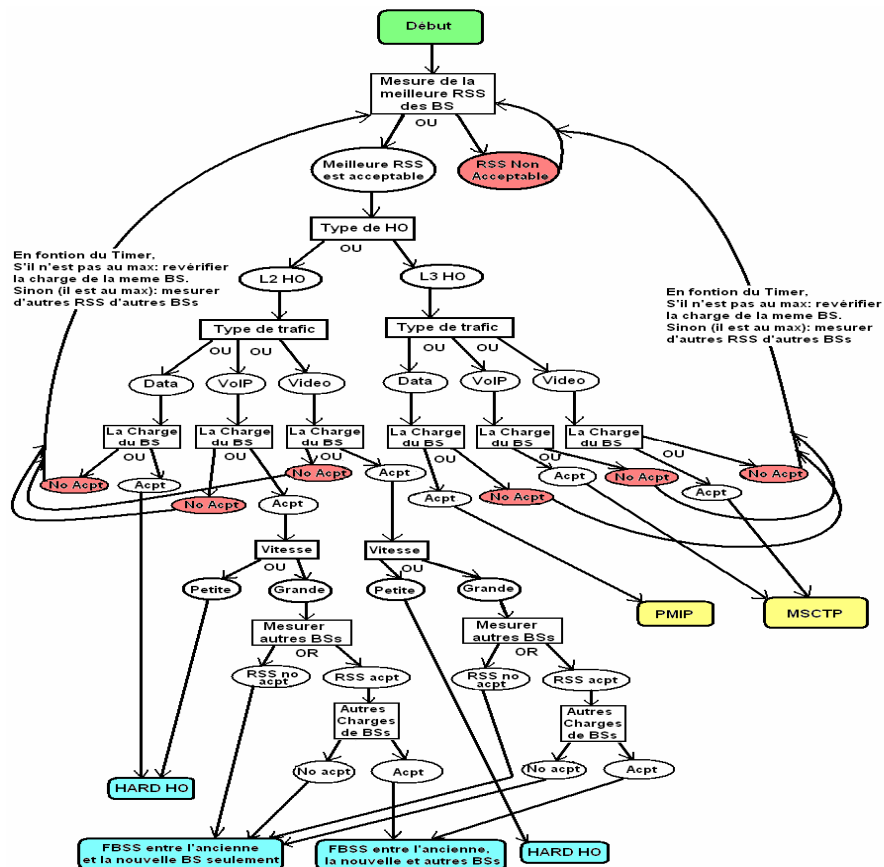 Début
Mesure de la
meilleure RSS
des BS
OU
Meilleure RSS
est acceptable
RSS Non
Acceptable
Type de HO
OU
En fontion du Timer,
S'il n'est pas au max: revérifier
la charge de la meme BS.
Sinon (il est au max): mesurer
d'autres RSS d'autres BSs
L2 HO
L3 HO
En fontion du Timer,
S'il n'est pas au max: revérifier
la charge de la meme BS.
Sinon (il est au max): mesurer
d'autres RSS d'autres BSs
Type de trafic
Type de trafic
OU OU
OU OU
Data
VoIP
Video
Data
VoIP
Video
La Charge
du BS
La Charge
du BS
La Charge
du BS
La Charge
du BS
La Charge
du BS
La Charge
du BS
OU
OU
OU
OU
OU
OU
No Acpt
Acpt
No Acpt
Acpt
No Acpt
Acpt
Acpt
No Acpt
Acpt
No Acpt
Acpt
No Acpt
Vitesse
OU
Vitesse
OU
Petite
Grande
Petite
Grande
PMIP
MSCTP
Mesurer
autres BSs
OR
Mesurer
autres BSs
OR
RSS no
acpt
RSS acpt
RSS no
acpt
RSS acpt
Autres
Charges
de BSs
Autres
Charges
de BSs
No acpt
Acpt
No acpt
Acpt
HARD HO
FBSS entre l'ancienne
et la nouvelle BS seulement
FBSS entre l'ancienne,
la nouvelle et autres BSs
HARD HO